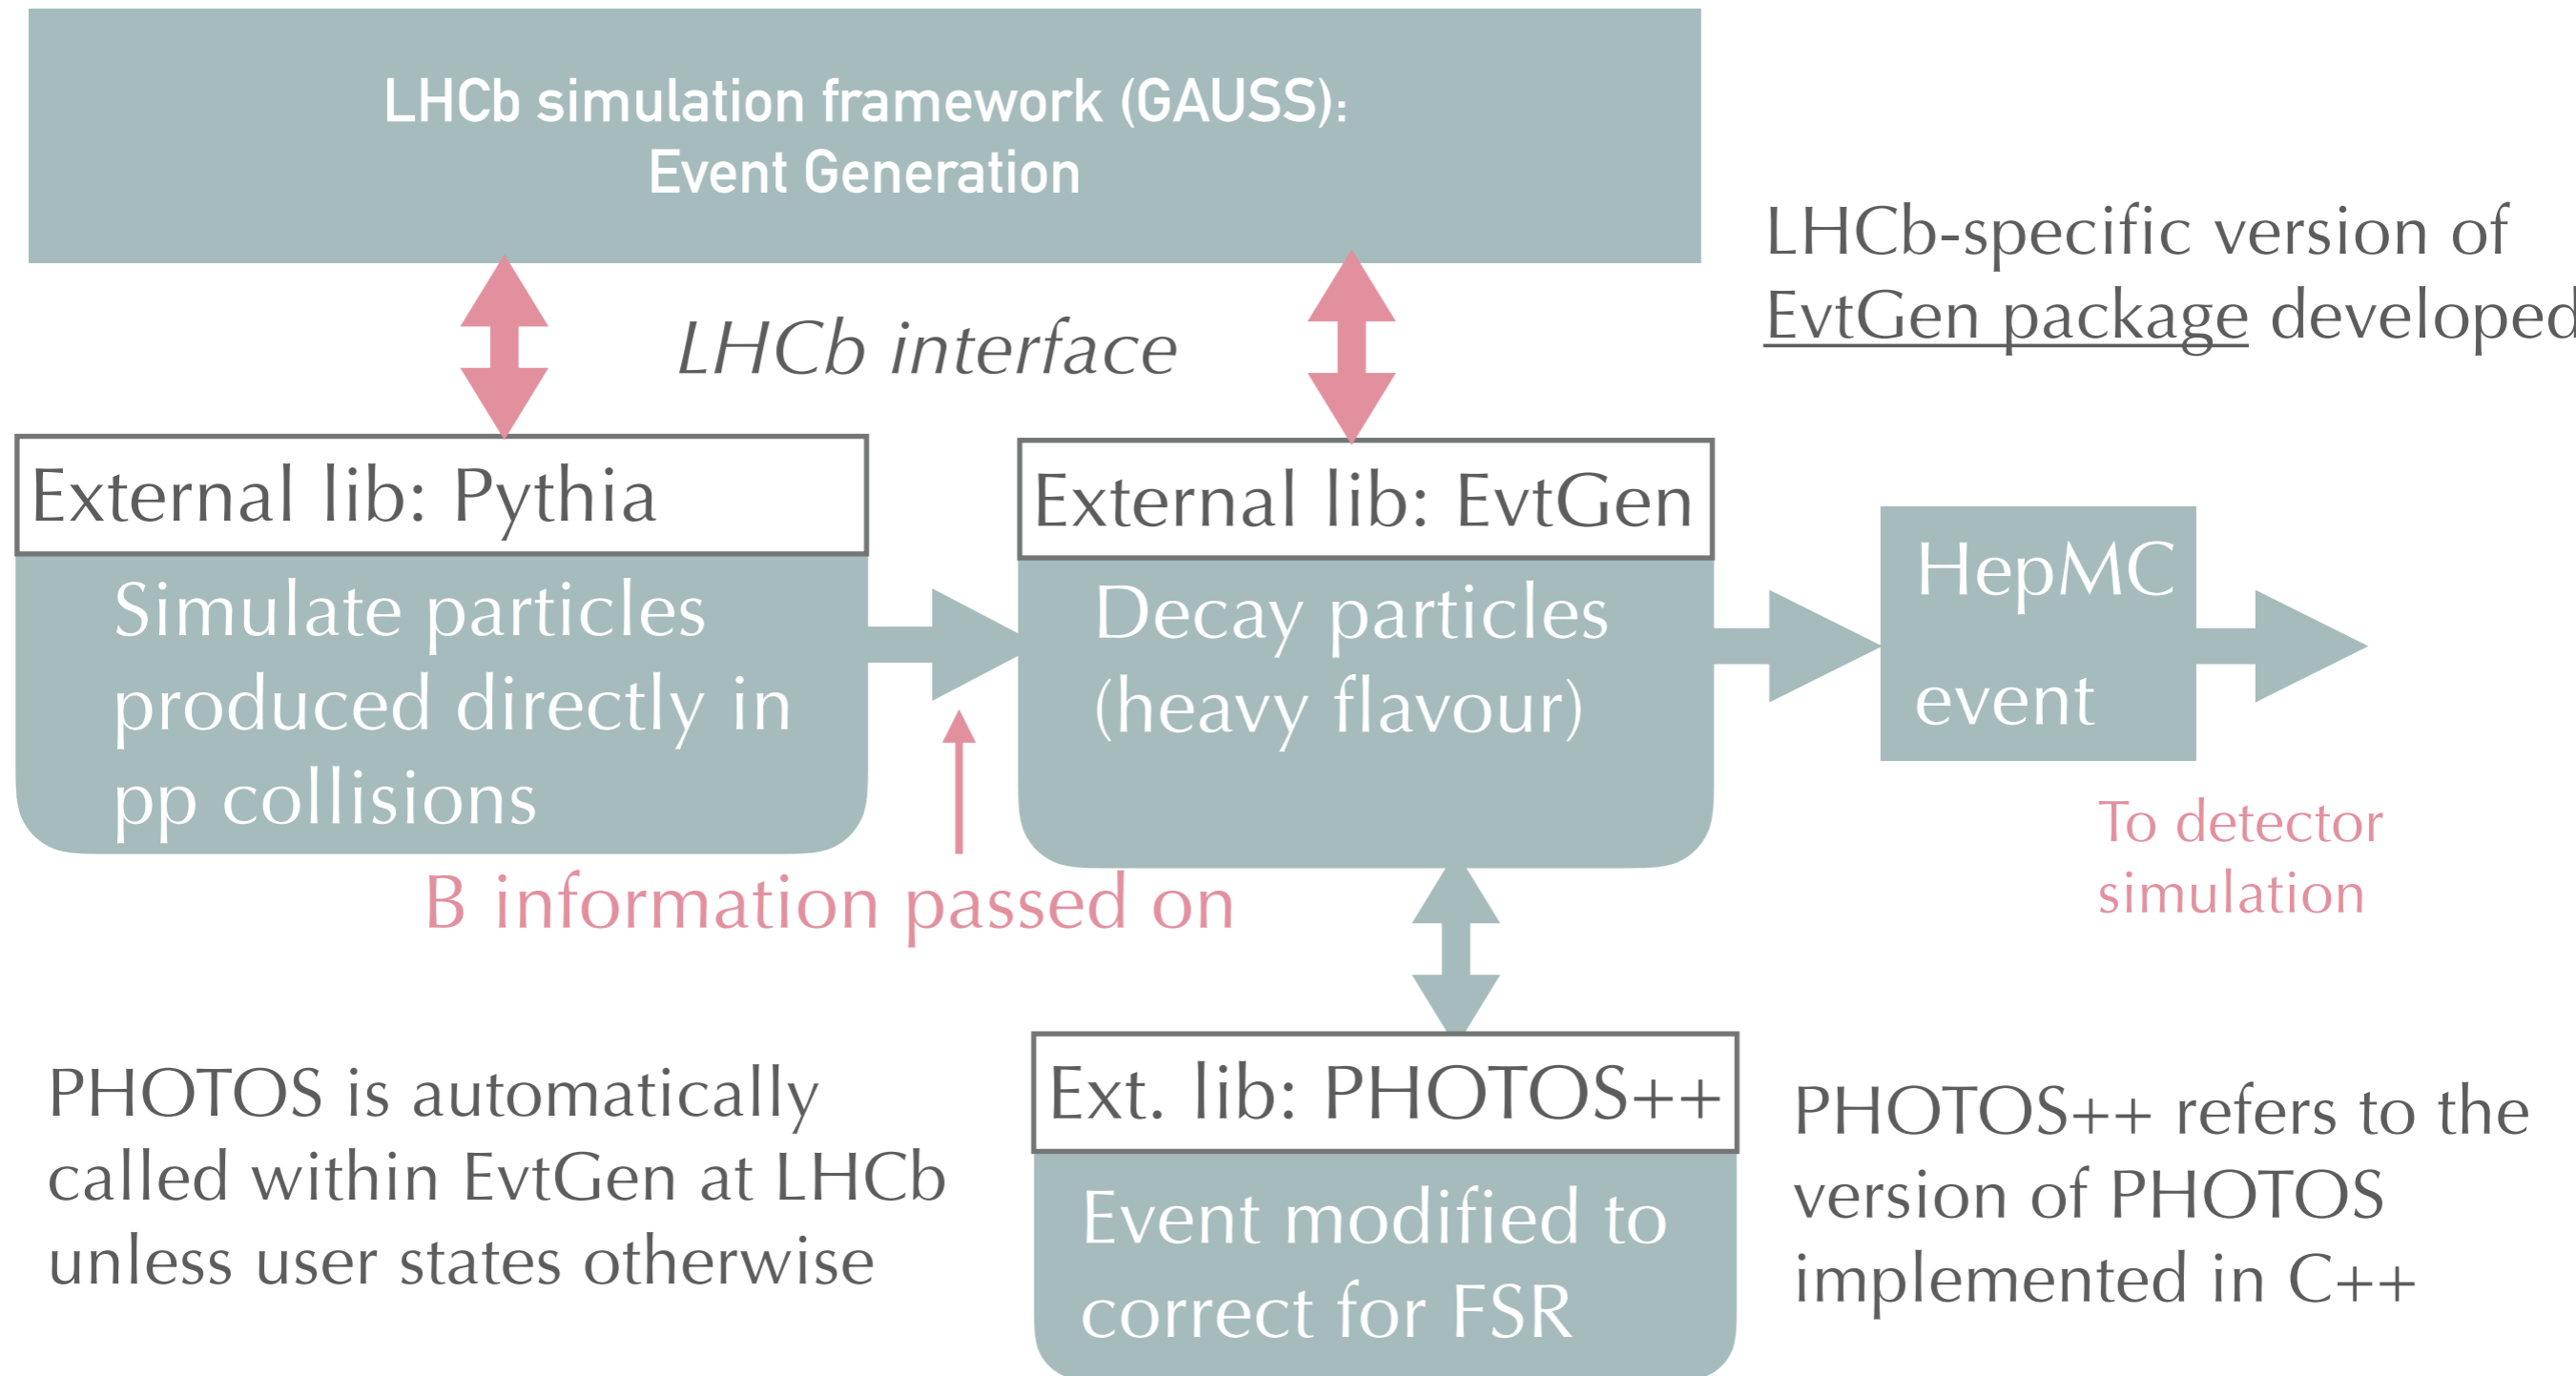 LHCb simulation framework (GAUSS):
Event Generation
LHCb-specific version of
EvtGen package developed
LHCb interface
External lib: Pythia
Simulate particles
produced directly in
pp collisions
External lib: EvtGen
Decay particles
(heavy flavour)
HepMC
event
To detector
simulation
B information passed on
PHOTOS is automatically
called within EvtGen at LHCb
unless user states otherwise
Ext. lib: PHOTOS++
Event modified to
correct for FSR
PHOTOS++ refers to the
version of PHOTOS
implemented in C++